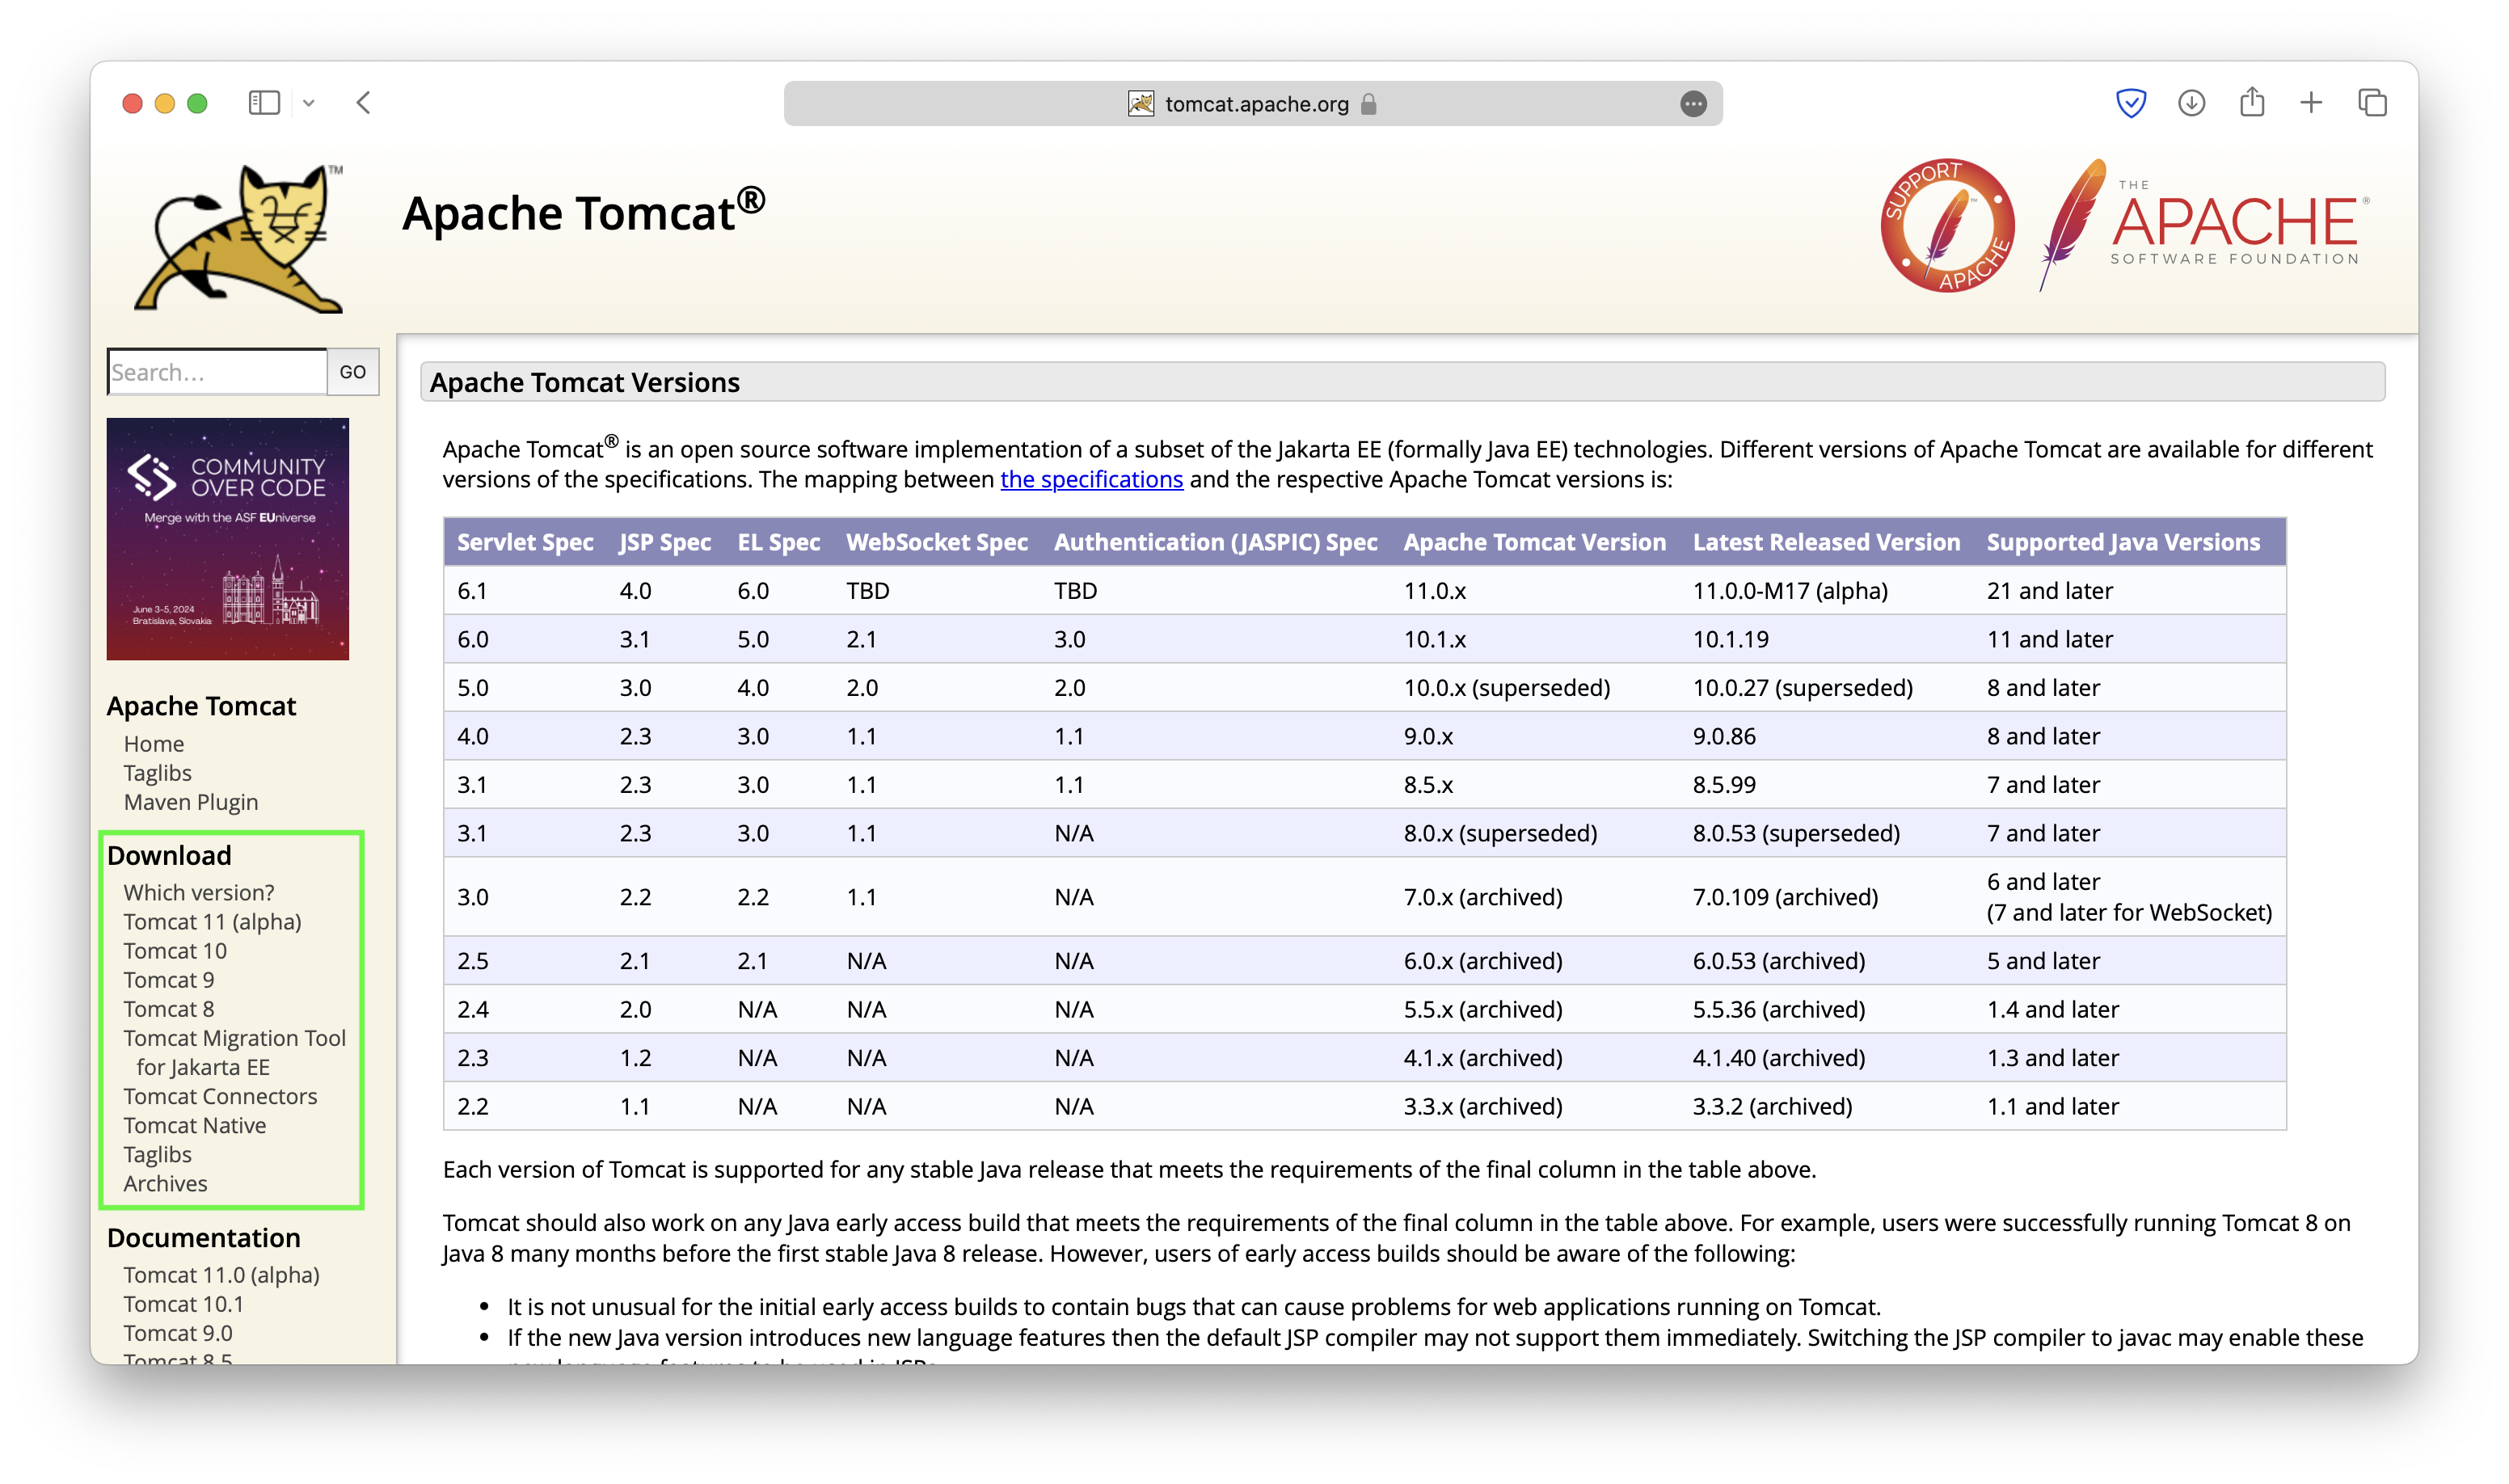 tomcat.apache.org
TM
Apache Tomcat®
SUPPORT
APACHE
THE
APACHE®
SOFTWARE FOUNDATION
Search…
GO
COMMUNITY
OVER CODE
Merge with the ASF EUniverse
June 3-5, 2024
Bratislava, Slovakia
Apache Tomcat
Home
Taglibs
Maven Plugin
Download
Which version?
Tomcat 11 (alpha)
Tomcat 10
Tomcat 9
Tomcat 8
Tomcat Migration Tool
for Jakarta EE
Tomcat Connectors
Tomcat Native
Taglibs
Archives
Documentation
Tomcat 11.0 (alpha)
Tomcat 10.1
Tomcat 9.0
Tomcat 8.5
Apache Tomcat Versions
Apache Tomcat® is an open source software implementation of a subset of the Jakarta EE (formally Java EE) technologies. Different versions of Apache Tomcat are available for different
versions of the specifications. The mapping between the specifications and the respective Apache Tomcat versions is:
Servlet Spec JSP Spec EL Spec WebSocket Spec Authentication (JASPIC) Spec Apache Tomcat Version Latest Released Version Supported Java Versions
6.1 4.0 6.0 TBD TBD 11.0.x 11.0.0-M17 (alpha) 21 and later
6.0 3.1 5.0 2.1 3.0 10.1.x 10.1.19 11 and later
5.0 3.0 4.0 2.0 2.0 10.0.x (superseded) 10.0.27 (superseded) 8 and later
4.0 2.3 3.0 1.1 1.1 9.0.x 9.0.86 8 and later
3.1 2.3 3.0 1.1 1.1 8.5.x 8.5.99 7 and later
3.1 2.3 3.0 1.1 N/A 8.0.x (superseded) 8.0.53 (superseded) 7 and later
3.0 2.2 2.2 1.1 N/A 7.0.x (archived) 7.0.109 (archived) 6 and later
(7 and later for WebSocket)
2.5 2.1 2.1 N/A N/A 6.0.x (archived) 6.0.53 (archived) 5 and later
2.4 2.0 N/A N/A N/A 5.5.x (archived) 5.5.36 (archived) 1.4 and later
2.3 1.2 N/A N/A N/A 4.1.x (archived) 4.1.40 (archived) 1.3 and later
2.2 1.1 N/A N/A N/A 3.3.x (archived) 3.3.2 (archived) 1.1 and later
Each version of Tomcat is supported for any stable Java release that meets the requirements of the final column in the table above.
Tomcat should also work on any Java early access build that meets the requirements of the final column in the table above. For example, users were successfully running Tomcat 8 on
Java 8 many months before the first stable Java 8 release. However, users of early access builds should be aware of the following:
• It is not unusual for the initial early access builds to contain bugs that can cause problems for web applications running on Tomcat.
• If the new Java version introduces new language features then the default JSP compiler may not support them immediately. Switching the JSP compiler to javac may enable these
new language features to be used in JSPs.